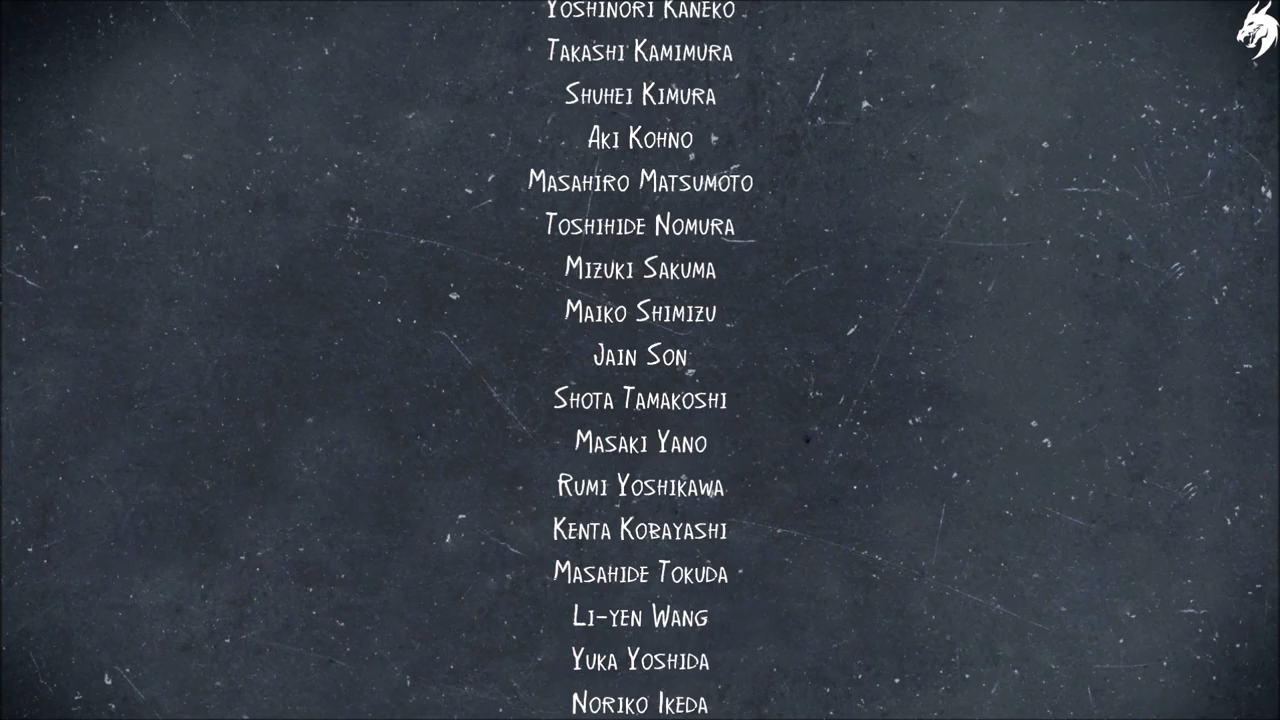 Yoshinori Kaneko
Takashi Kamimura
Shuhei Kimura
Aki Kohno
Masahiro Matsumoto
Toshihide Nomura
Mizuki Sakuma
Maiko Shimizu
Jain Son
Shota Tamakoshi
Masaki Yano
Rumi Yoshikawa
Kenta Kobayashi
Masahide Tokuda
Li-yen Wang
Yuka Yoshida
Noriko Ikeda